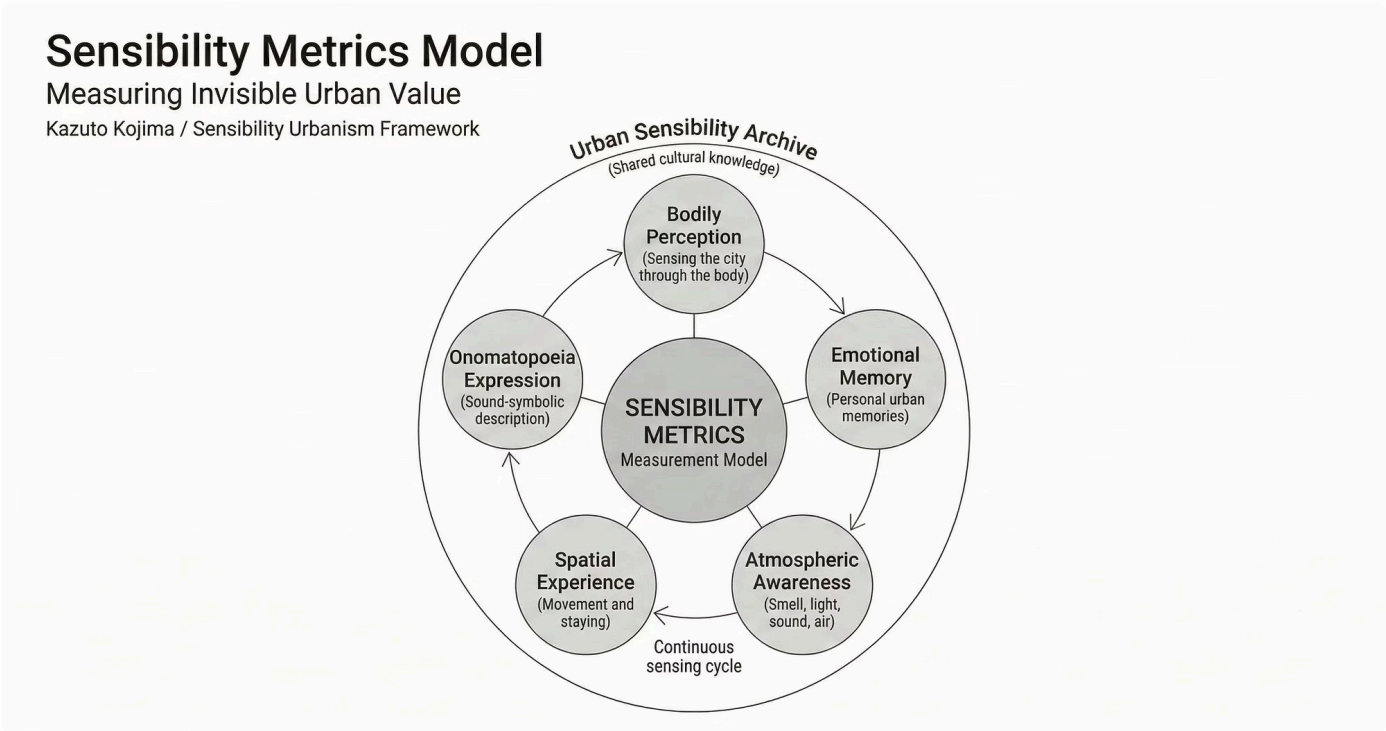 Sensibility Metrics Model
Measuring Invisible Urban Value
Kazuto Kojima / Sensibility Urbanism Framework
Urban Sensibility Archive
(Shared cultural knowledge)
Bodily
Perception
(Sensing the city
through the body)
Emotional
Memory
(Personal urban
memories)
Atmospheric
Awareness
(Smell, light,
sound, air)
Continuous
sensing cycle
Spatial
Experience
(Movement and
staying)
Onomatopoeia
Expression
(Sound-symbolic
description)
SENSIBILITY
METRICS
Measurement Model